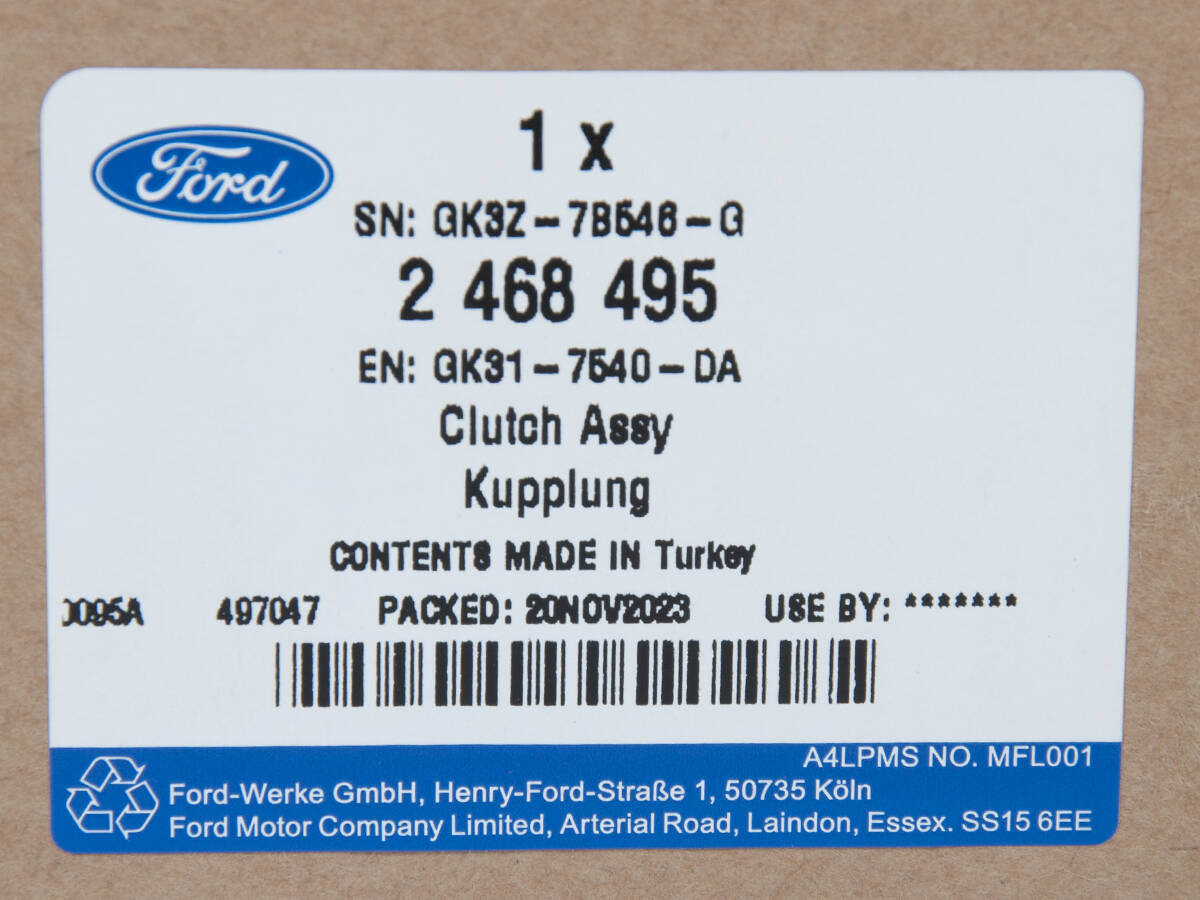 Ford
1 x
SN: GK3Z-7B546-G
2 468 495
EN: GK31-7540-DA
Clutch Assy
Kupplung
CONTENTS MADE IN Turkey
497047 PACKED: 20NOV2023 USE BY: *******
A4LPMS NO. MFL001
Ford-Werke GmbH, Henry-Ford-Straße 1, 50735 Köln
Ford Motor Company Limited, Arterial Road, Laindon, Essex. SS15 6EE